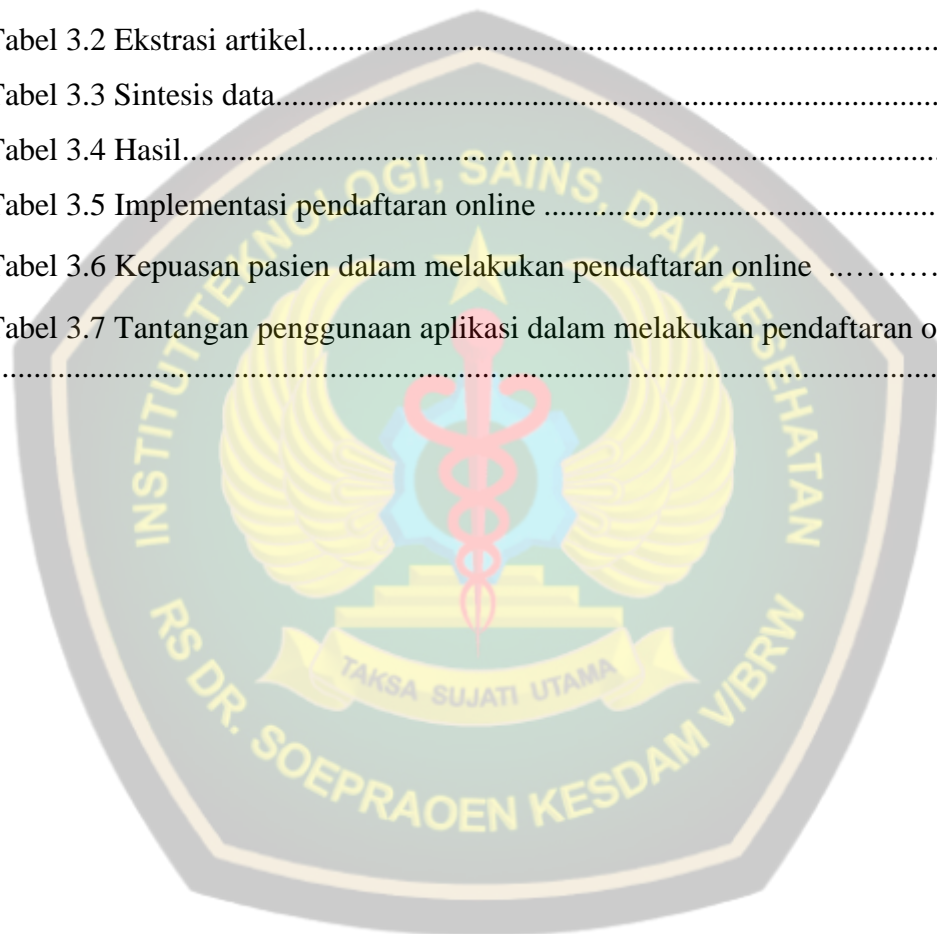 Tabel 3.2 Ekstrasi artikel.......................................................................................
Tabel 3.3 Sintesis data...........................................................................................
Tabel 3.4 Hasil.......................................................................................................
Tabel 3.5 Implementasi pendaftaran online .........................................................
Tabel 3.6 Kepuasan pasien dalam melakukan pendaftaran online ...………
Tabel 3.7 Tantangan penggunaan aplikasi dalam melakukan pendaftaran o
................................................................................................................................
INSTITUT TEKNOLOGI, SAINS, DAN KESEHATAN
TAKSA SUJATI UTAMA
RS DR. SOEPRAOEN KESDAM V/BRW